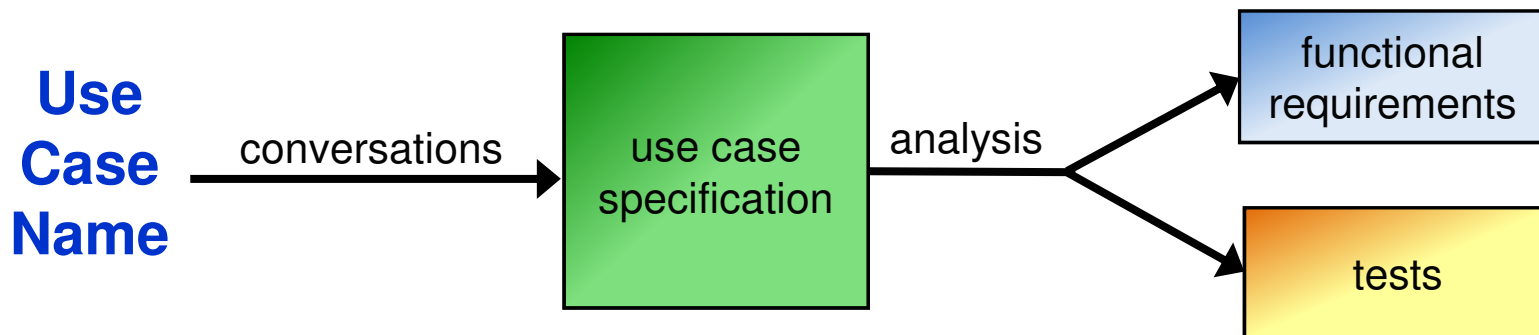 Use
Case
Name
conversations
use case
specification
analysis
functional
requirements
tests